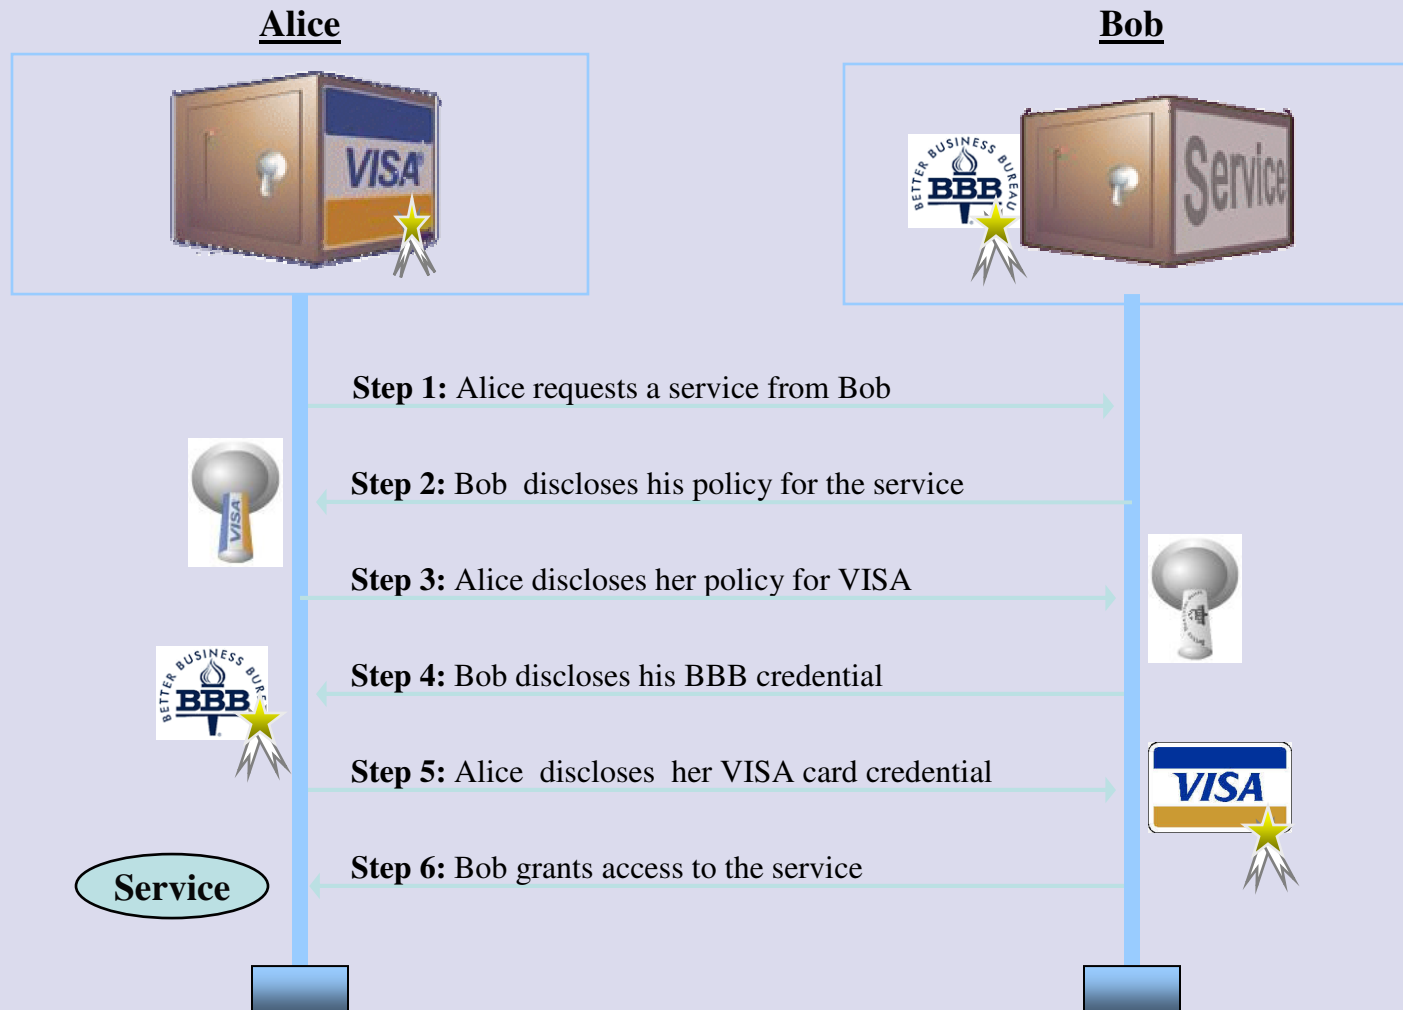 Alice
Bob
VISA
BETTER BUSINESS BUREAU
BBB
Service
Step 1: Alice requests a service from Bob
Step 2: Bob discloses his policy for the service
VISA
Step 3: Alice discloses her policy for VISA
BETTER BUSINESS BURE
BBB
Step 4: Bob discloses his BBB credential
Step 5: Alice discloses her VISA card credential
VISA
Step 6: Bob grants access to the service
Service